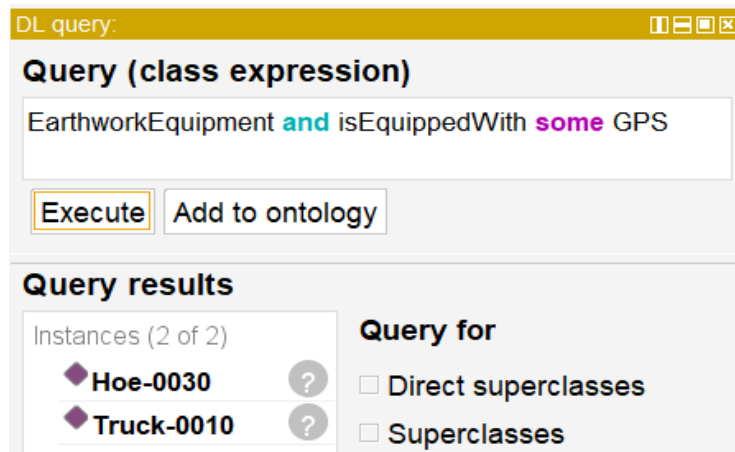 DL query:
Query (class expression)
EarthworkEquipment and isEquippedWith some GPS
Execute Add to ontology
Query results
Instances (2 of 2)
Query for
Hoe-0030 ?
Direct superclasses
Truck-0010 ?
Superclasses